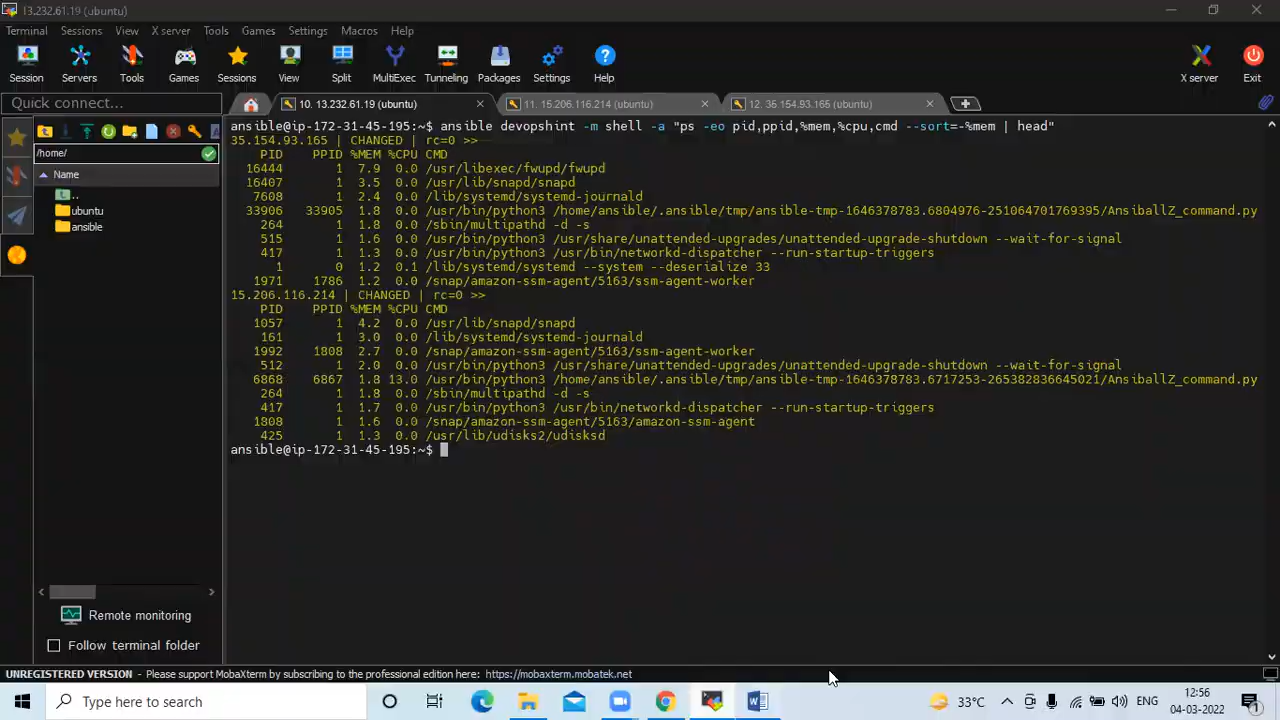 13.232.61.19 (ubuntu)
Terminal Sessions View X server Tools Games Settings Macros Help
Session Servers Tools Games Sessions View Split MultiExec Tunneling Packages Settings Help X server Exit
Quick connect... 10. 13.232.61.19 (ubuntu) 11. 15.206.116.214 (ubuntu) 12. 35.154.93.165 (ubuntu)
/home/
Name
..
ubuntu
ansible
ansible@ip-172-31-45-195:~$ ansible devopshint -m shell -a "ps -eo pid,ppid,%mem,%cpu,cmd --sort=-%mem | head"
35.154.93.165 | CHANGED | rc=0 >>
PID PPID %MEM %CPU CMD
16444 1 7.9 0.0 /usr/libexec/fwupd/fwupd
16407 1 3.5 0.0 /usr/lib/snapd/snapd
7608 1 2.4 0.0 /lib/systemd/systemd-journald
33906 33905 1.8 0.0 /usr/bin/python3 /home/ansible/.ansible/tmp/ansible-tmp-1646378783.6804976-251064701769395/AnsiballZ_command.py
264 1 1.8 0.0 /sbin/multipathd -d -s
515 1 1.6 0.0 /usr/bin/python3 /usr/share/unattended-upgrades/unattended-upgrade-shutdown --wait-for-signal
417 1 1.3 0.0 /usr/bin/python3 /usr/bin/networkd-dispatcher --run-startup-triggers
1 0 1.2 0.1 /lib/systemd/systemd --system --deserialize 33
1971 1786 1.2 0.0 /snap/amazon-ssm-agent/5163/ssm-agent-worker
15.206.116.214 | CHANGED | rc=0 >>
PID PPID %MEM %CPU CMD
1057 1 4.2 0.0 /usr/lib/snapd/snapd
161 1 3.0 0.0 /lib/systemd/systemd-journald
1992 1808 2.7 0.0 /snap/amazon-ssm-agent/5163/ssm-agent-worker
512 1 2.0 0.0 /usr/bin/python3 /usr/share/unattended-upgrades/unattended-upgrade-shutdown --wait-for-signal
6868 6867 1.8 13.0 /usr/bin/python3 /home/ansible/.ansible/tmp/ansible-tmp-1646378783.6717253-265382836645021/AnsiballZ_command.py
264 1 1.8 0.0 /sbin/multipathd -d -s
417 1 1.7 0.0 /usr/bin/python3 /usr/bin/networkd-dispatcher --run-startup-triggers
1808 1 1.6 0.0 /snap/amazon-ssm-agent/5163/amazon-ssm-agent
425 1 1.3 0.0 /usr/lib/udisks2/udisksd
ansible@ip-172-31-45-195:~$
Remote monitoring
Follow terminal folder
UNREGISTERED VERSION - Please support MobaXterm by subscribing to the professional edition here: https://mobaxterm.mobatek.net
Type here to search 33°C ENG 12:56
04-03-2022 1